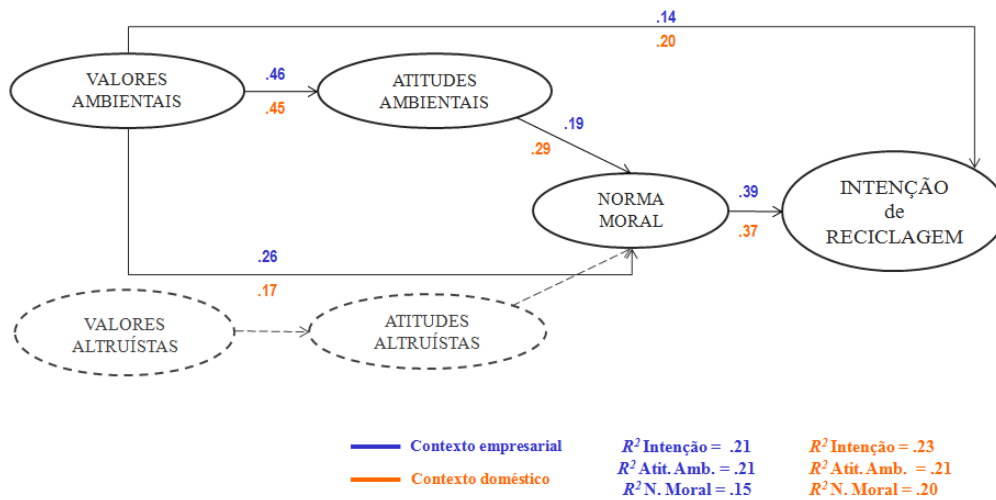 .14
.20
VALORES
AMBIENTAIS
.46
.45
ATITUDES
AMBIENTAIS
.19
.29
NORMA
MORAL
.39
.37
INTENÇÃO
de
RECICLAGEM
.26
.17
VALORES
ALTRUÍSTAS
ATITUDES
ALTRUÍSTAS
Contexto empresarial
R² Intenção = .21
R² Intenção = .23
R² Atit. Amb. = .21
R² Atit. Amb. = .21
Contexto doméstico
R² N. Moral = .15
R² N. Moral = .20